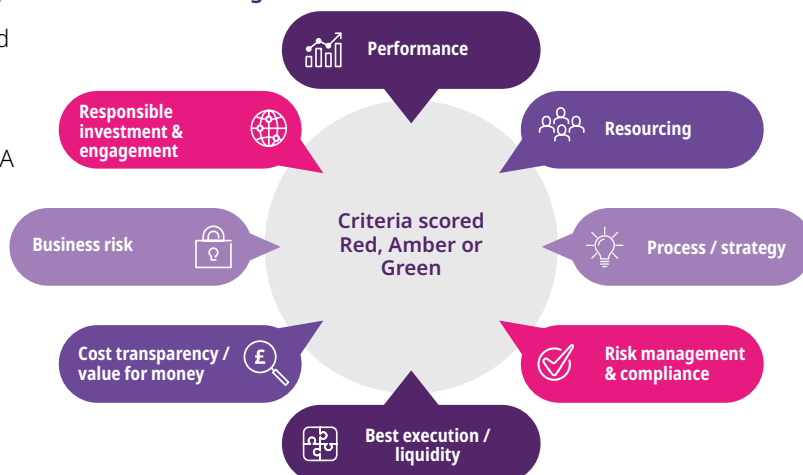 d
A
Performance
Responsible
investment &
engagement
Resourcing
Criteria scored
Red, Amber or
Green
Business risk
Process / strategy
Cost transparency /
value for money
£
Risk management
& compliance
Best execution /
liquidity